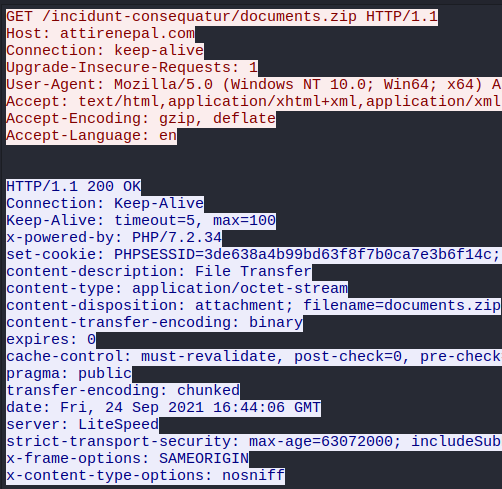 GET /incidunt-consequatur/documents.zip HTTP/1.1
Host: attirenepal.com
Connection: keep-alive
Upgrade-Insecure-Requests: 1
User-Agent: Mozilla/5.0 (Windows NT 10.0; Win64; x64) A
Accept: text/html,application/xhtml+xml,application/xml
Accept-Encoding: gzip, deflate
Accept-Language: en
HTTP/1.1 200 OK
Connection: Keep-Alive
Keep-Alive: timeout=5, max=100
x-powered-by: PHP/7.2.34
set-cookie: PHPSESSID=3de638a4b99bd63f8f7b0ca7e3b6f14c;
content-description: File Transfer
content-type: application/octet-stream
content-disposition: attachment; filename=documents.zip
content-transfer-encoding: binary
expires: 0
cache-control: must-revalidate, post-check=0, pre-check
pragma: public
transfer-encoding: chunked
date: Fri, 24 Sep 2021 16:44:06 GMT
server: LiteSpeed
strict-transport-security: max-age=63072000; includeSub
x-frame-options: SAMEORIGIN
x-content-type-options: nosniff